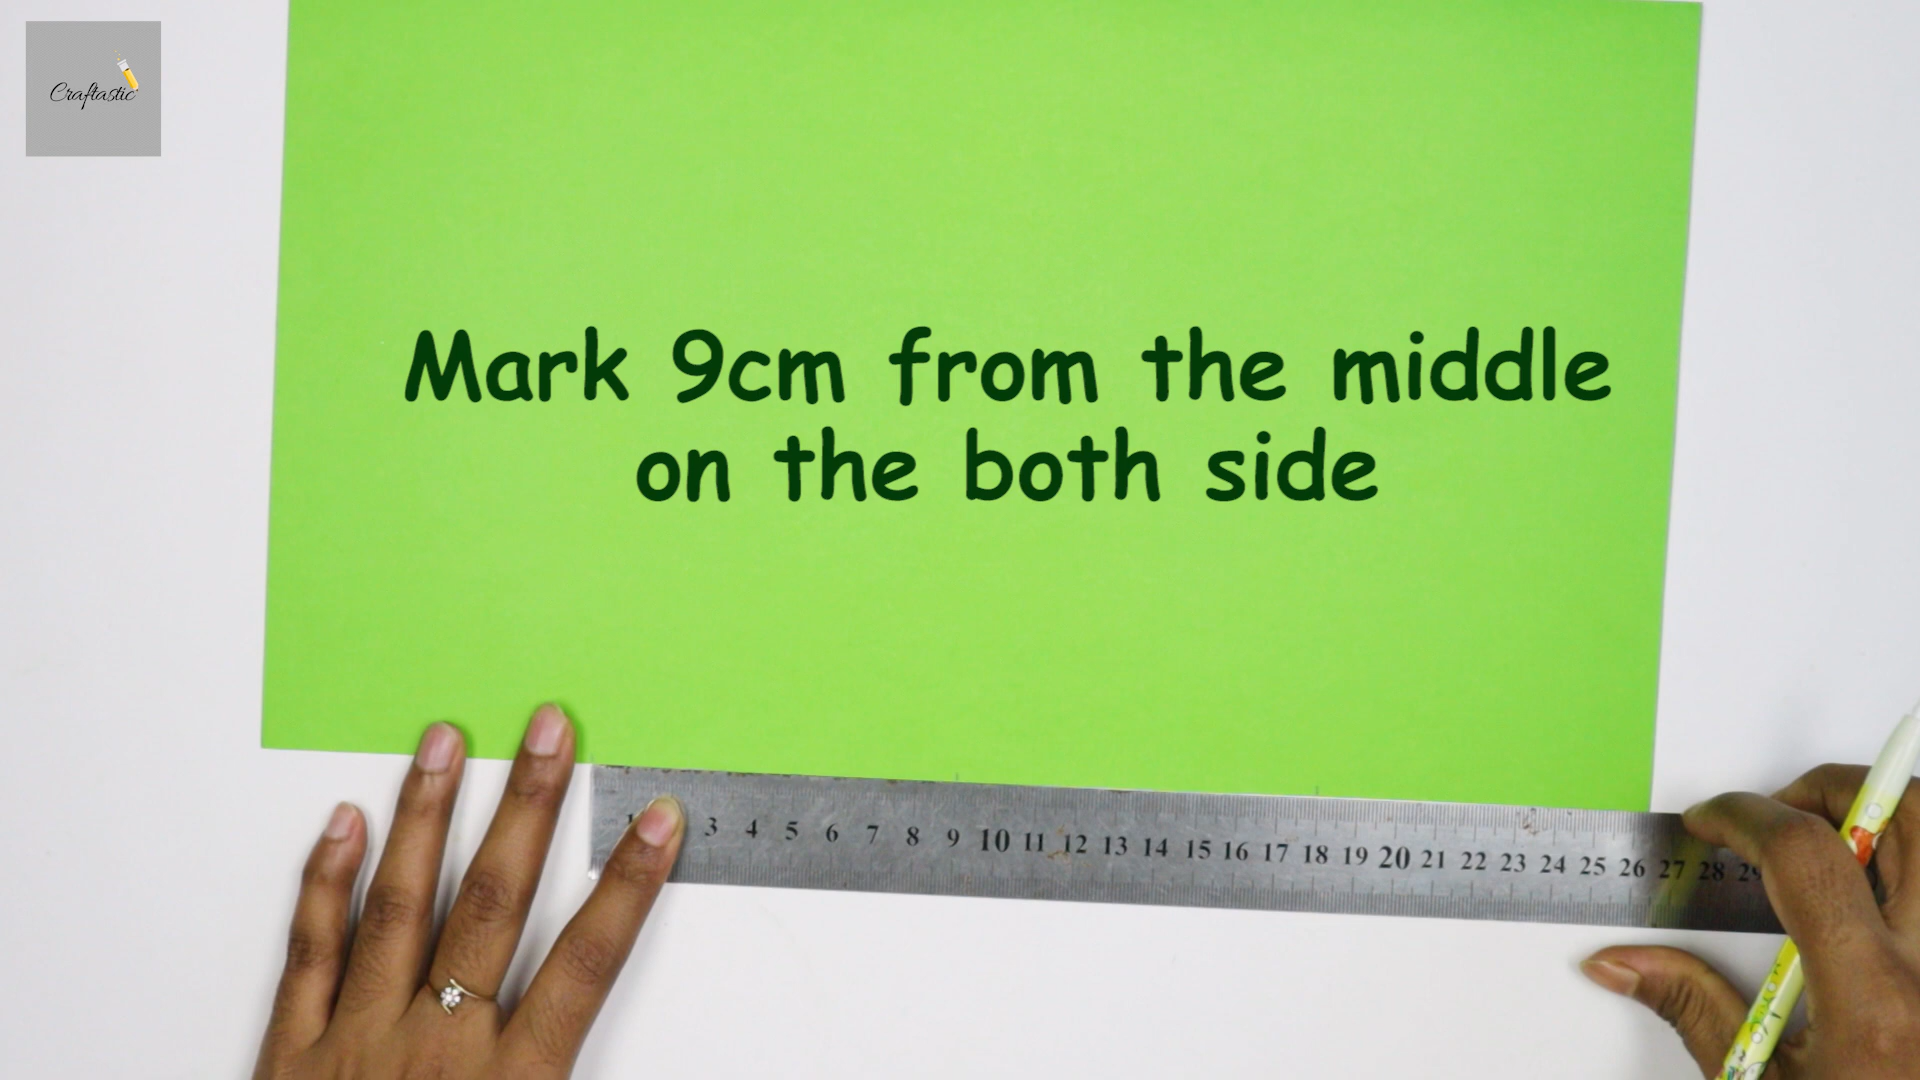 Craftastic
Mark 9cm from the middle
on the both side
3 4 5 6 7 8 9 10 11 12 13 14 15 16 17 18 19 20 21 22 23 24 25 26 27 28 29